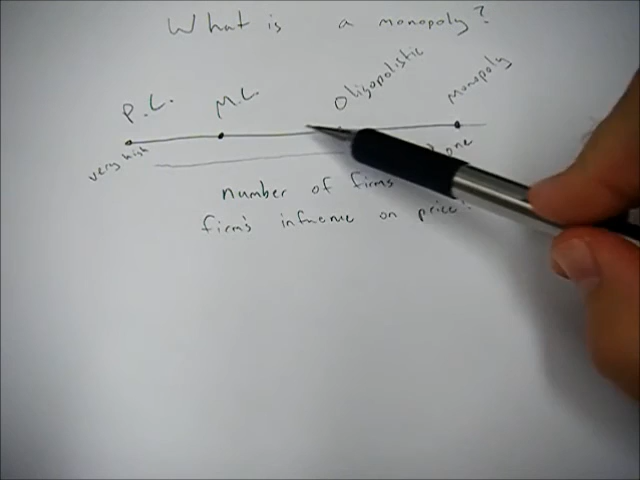 What is a monopoly?
P.C. M.C. Oligopolistic Monopoly
very high one
number of firms
firm's influence on price?